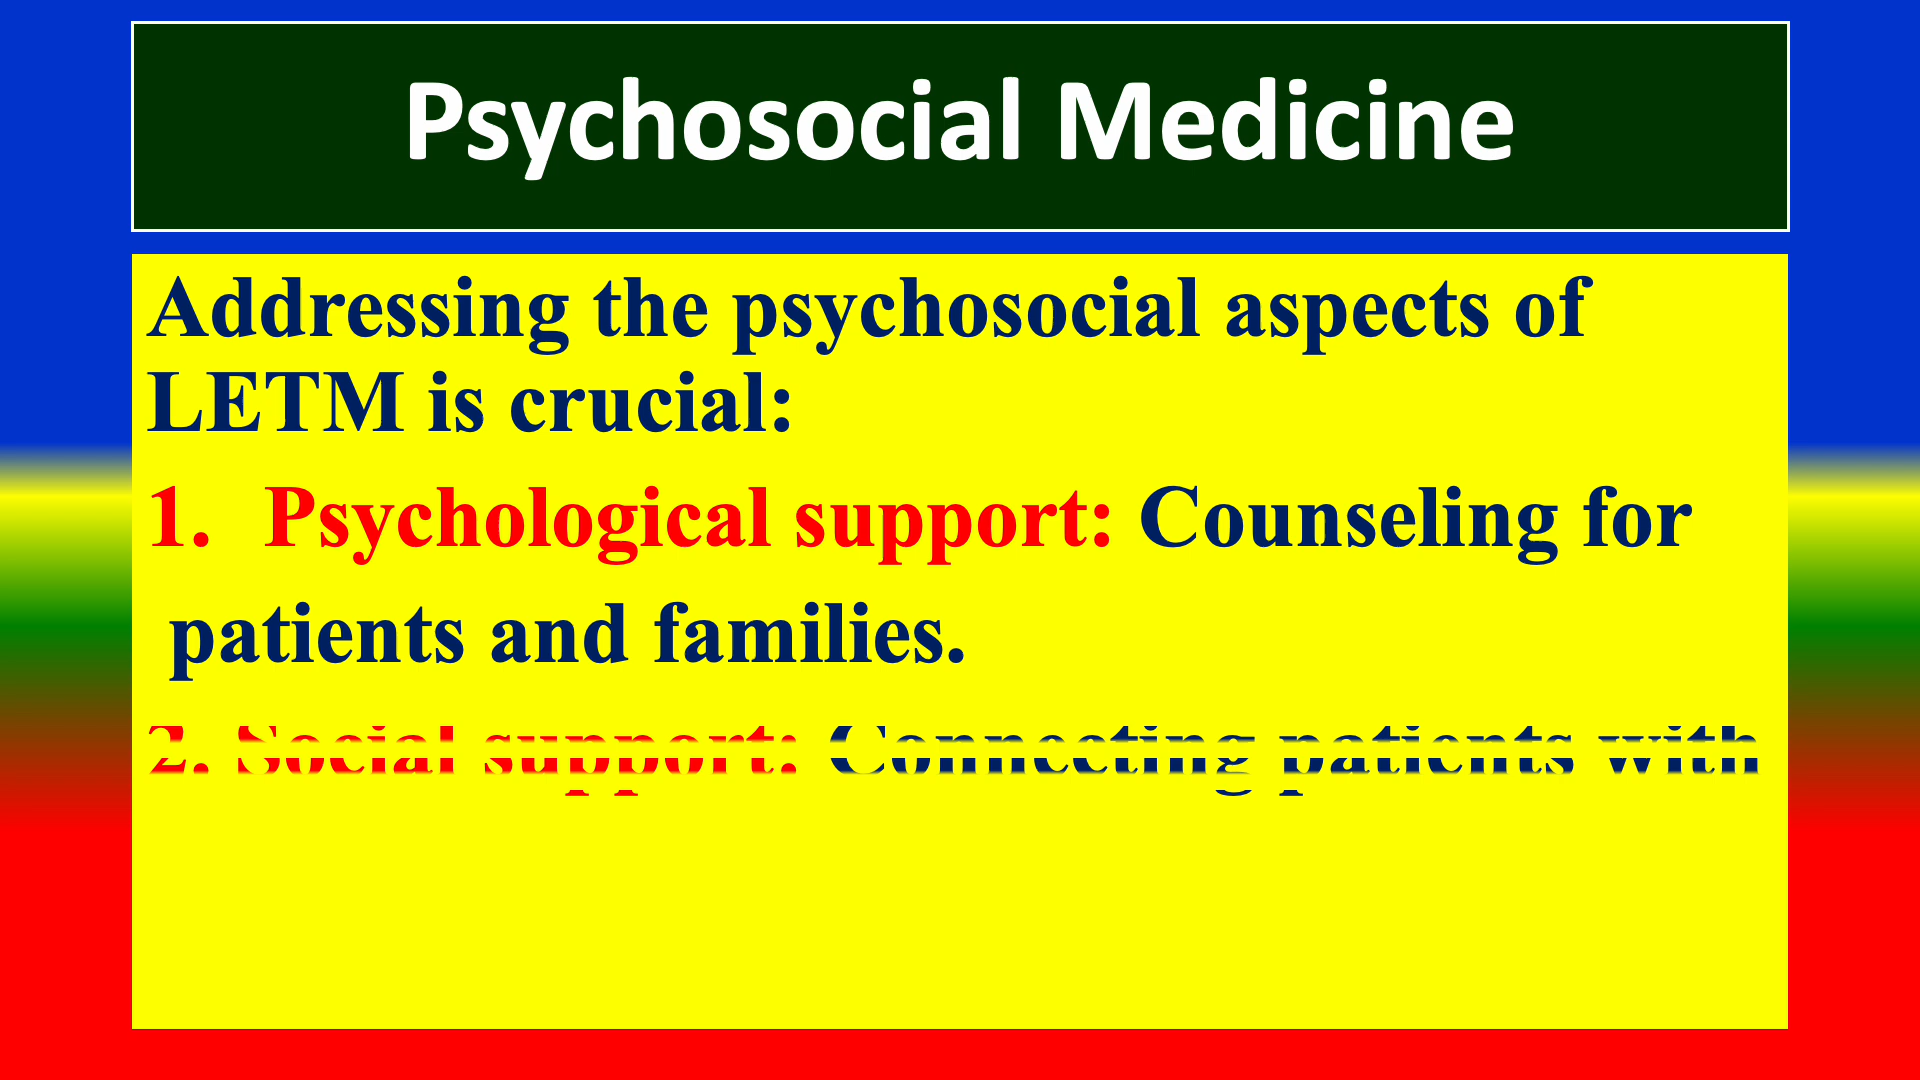 Psychosocial Medicine
Addressing the psychosocial aspects of
LETM is crucial:
1. Psychological support: Counseling for
patients and families.
2. Social support: Connecting patients with